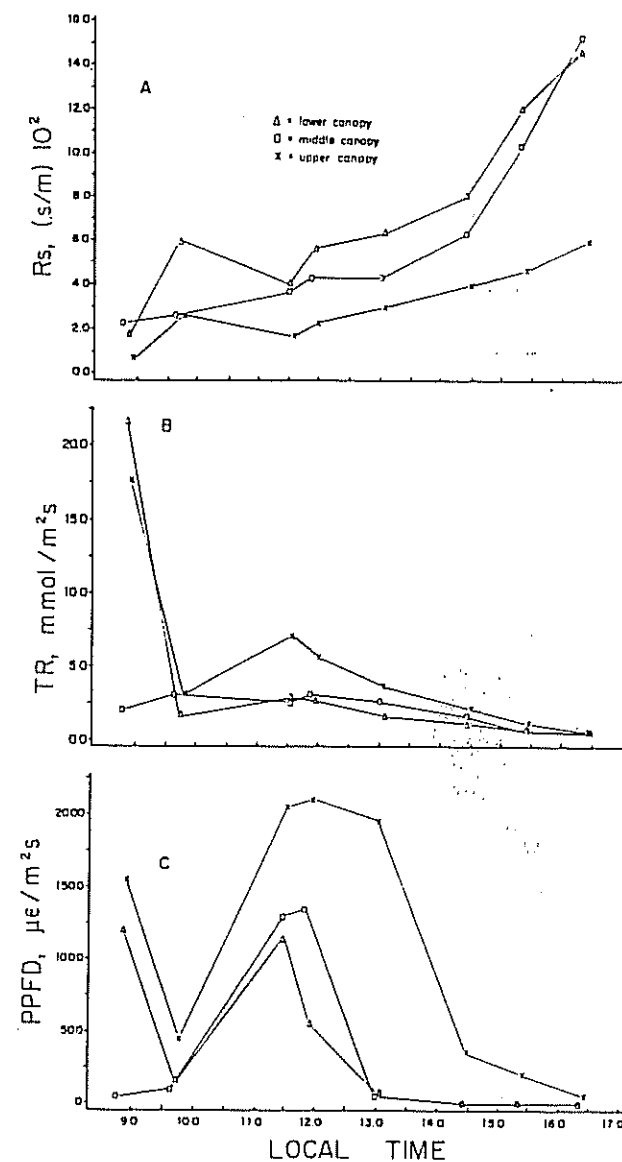 A
16.0
14.0
12.0
10.0
8.0
6.0
4.0
2.0
0.0
Rs, (s/m) 10²
Δ = lower canopy
□ = middle canopy
x = upper canopy
B
20.0
15.0
10.0
5.0
0.0
TR, mmol/m²s
C
2000
1500
1000
500
0
PPFD, µe/m²s
9.0 10.0 11.0 12.0 13.0 14.0 15.0 16.0 17.0
LOCAL TIME